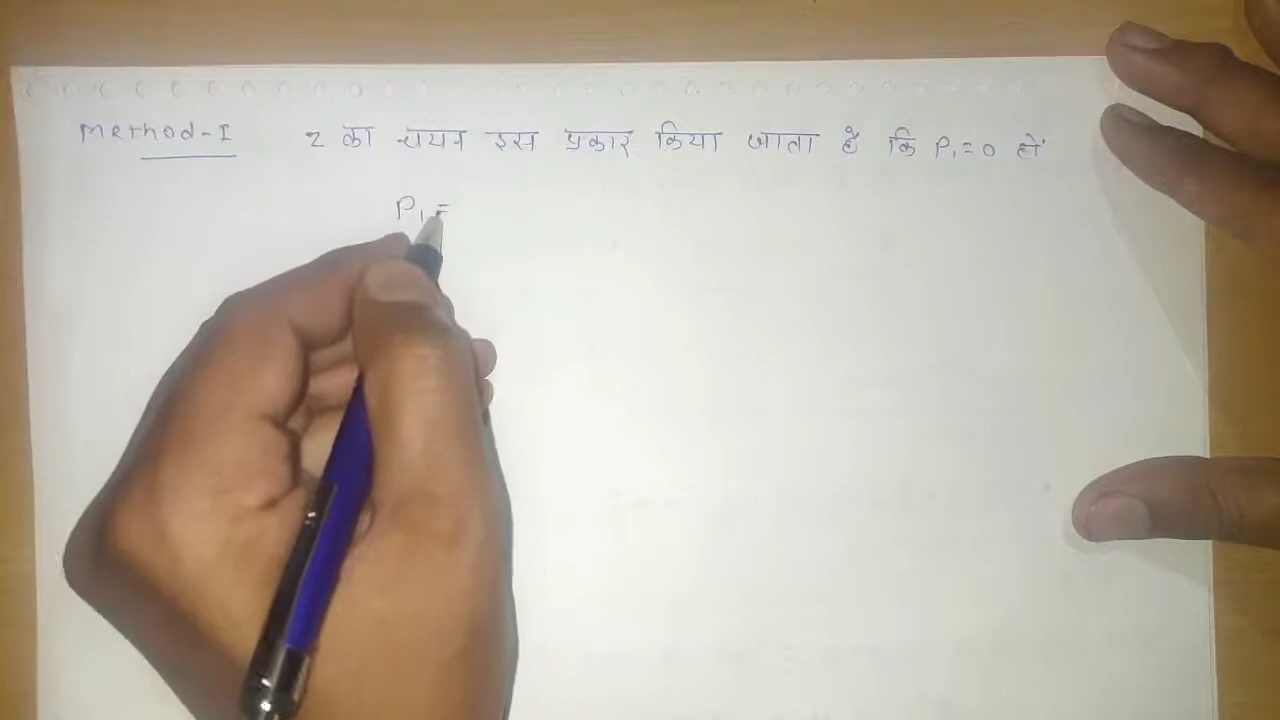 Method-I z का चयन इस प्रकार किया जाता है कि P₁=0 हो
P₁=